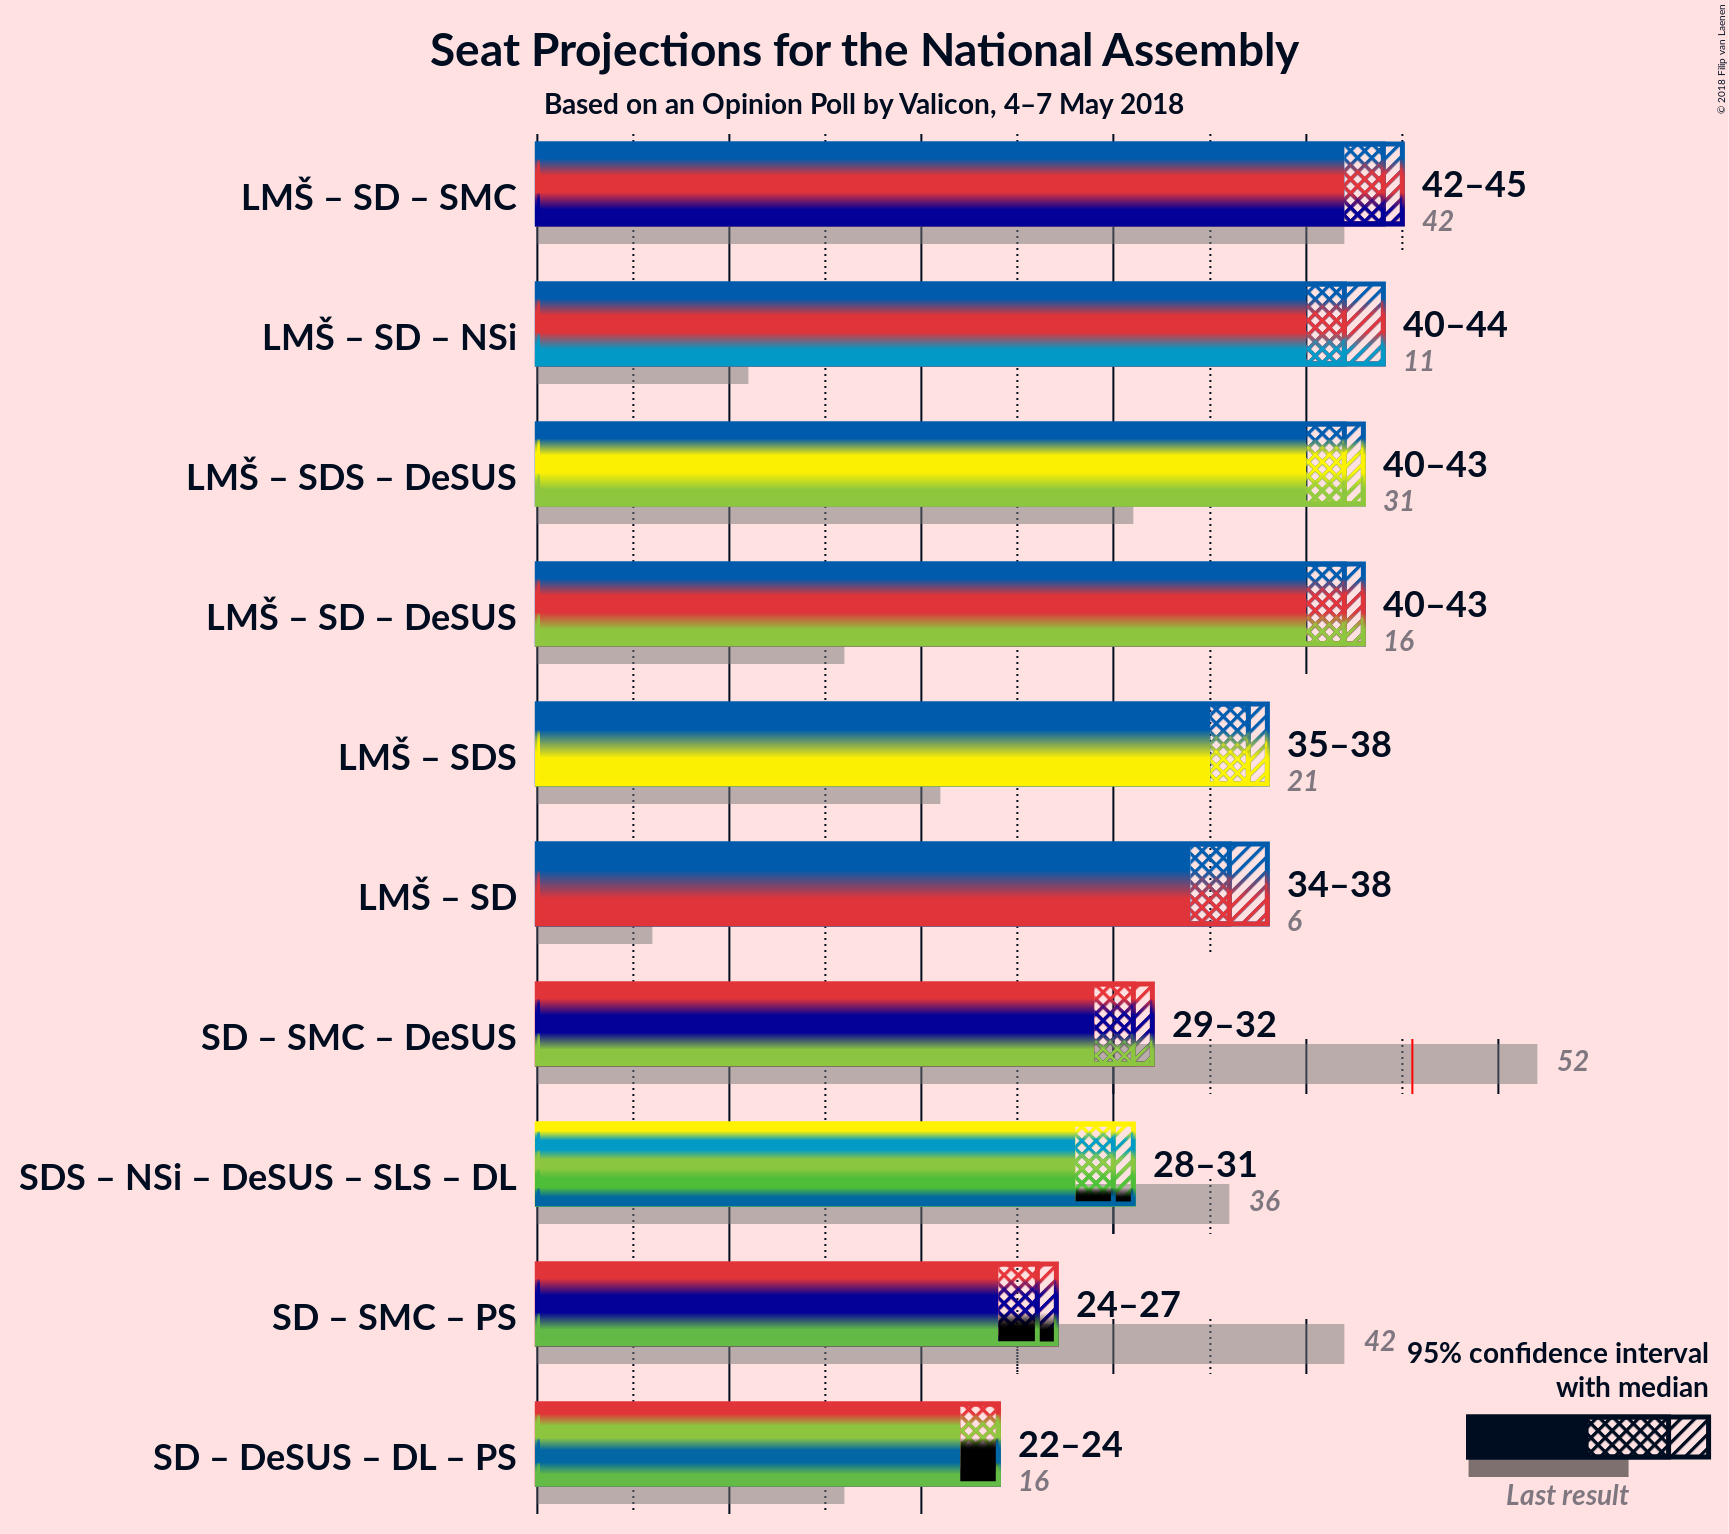 Seat Projections for the National Assembly
Based on an Opinion Poll by Valicon, 4–7 May 2018
© 2018 Filip van Laenen
LMŠ – SD – SMC
42–45
42
LMŠ – SD – NSi
40–44
11
LMŠ – SDS – DeSUS
40–43
31
LMŠ – SD – DeSUS
40–43
16
LMŠ – SDS
35–38
21
LMŠ – SD
34–38
6
SD – SMC – DeSUS
29–32
52
SDS – NSi – DeSUS – SLS – DL
28–31
36
SD – SMC – PS
24–27
42
SD – DeSUS – DL – PS
22–24
16
95% confidence interval
with median
Last result